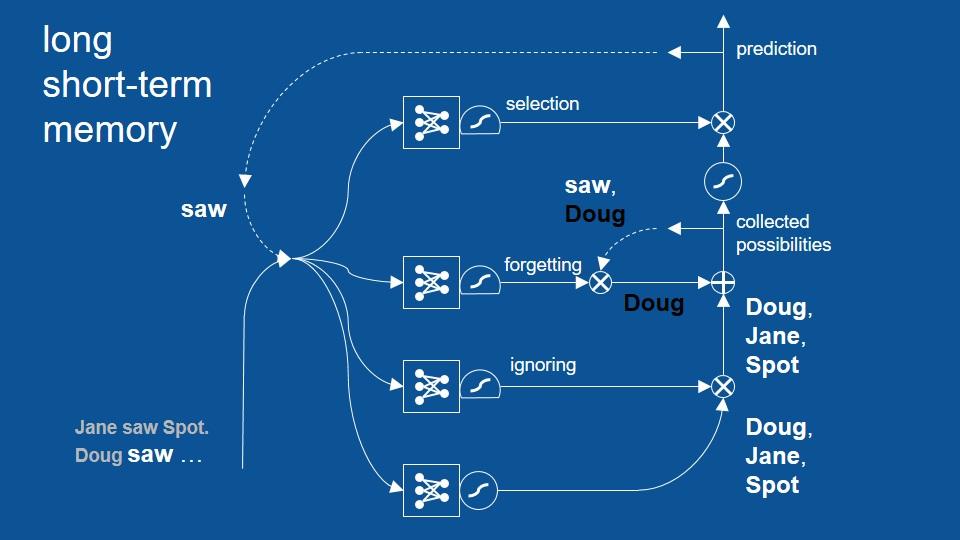 long
short-term
memory
prediction
selection
saw
saw,
Doug
collected
possibilities
forgetting
Doug
Doug,
Jane,
Spot
ignoring
Jane saw Spot.
Doug saw ...
Doug,
Jane,
Spot